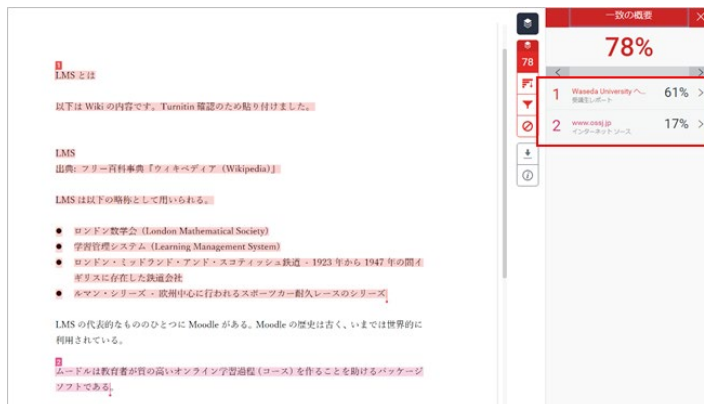 1
LMS とは
以下は Wiki の内容です。Turnitin 確認のため貼り付けました。
LMS
出典: フリー百科事典「ウィキペディア (Wikipedia)」
LMS は以下の略称として用いられる。
● ロンドン数学会 (London Mathematical Society)
● 学習管理システム (Learning Management System)
● ロンドン・ミッドランド・アンド・スコティッシュ鉄道 - 1923 年から 1947 年の間イ
ギリスに存在した鉄道会社
● ルマン・シリーズ - 欧州中心に行われるスポーツカー耐久レースのシリーズ
LMS の代表的なもののひとつに Moodle がある。Moodle の歴史は古く、いまでは世界的に
利用されている。
2
ムードルは教育者が質の高いオンライン学習過程 (コース) を作ることを助けるパッケージ
ソフトである。
78
一致の概要
78%
1 Waseda University へ... 61%
受講生レポート
2 www.ossj.jp 17%
インターネット ソース